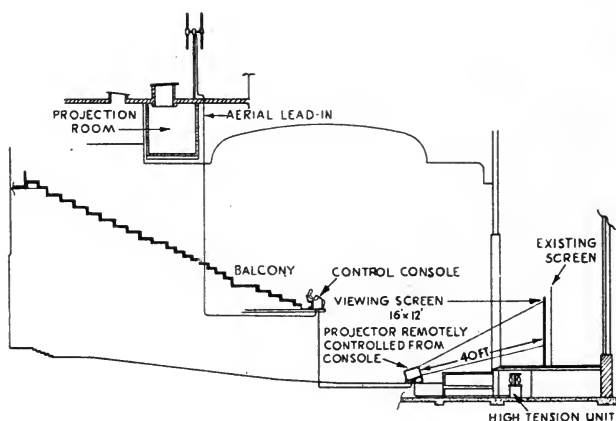 PROJECTION
ROOM
AERIAL LEAD-IN
EXISTING
SCREEN
BALCONY
CONTROL CONSOLE
VIEWING SCREEN
16'x 12'
PROJECTOR REMOTELY
CONTROLLED FROM
CONSOLE
40FT
HIGH TENSION UNIT